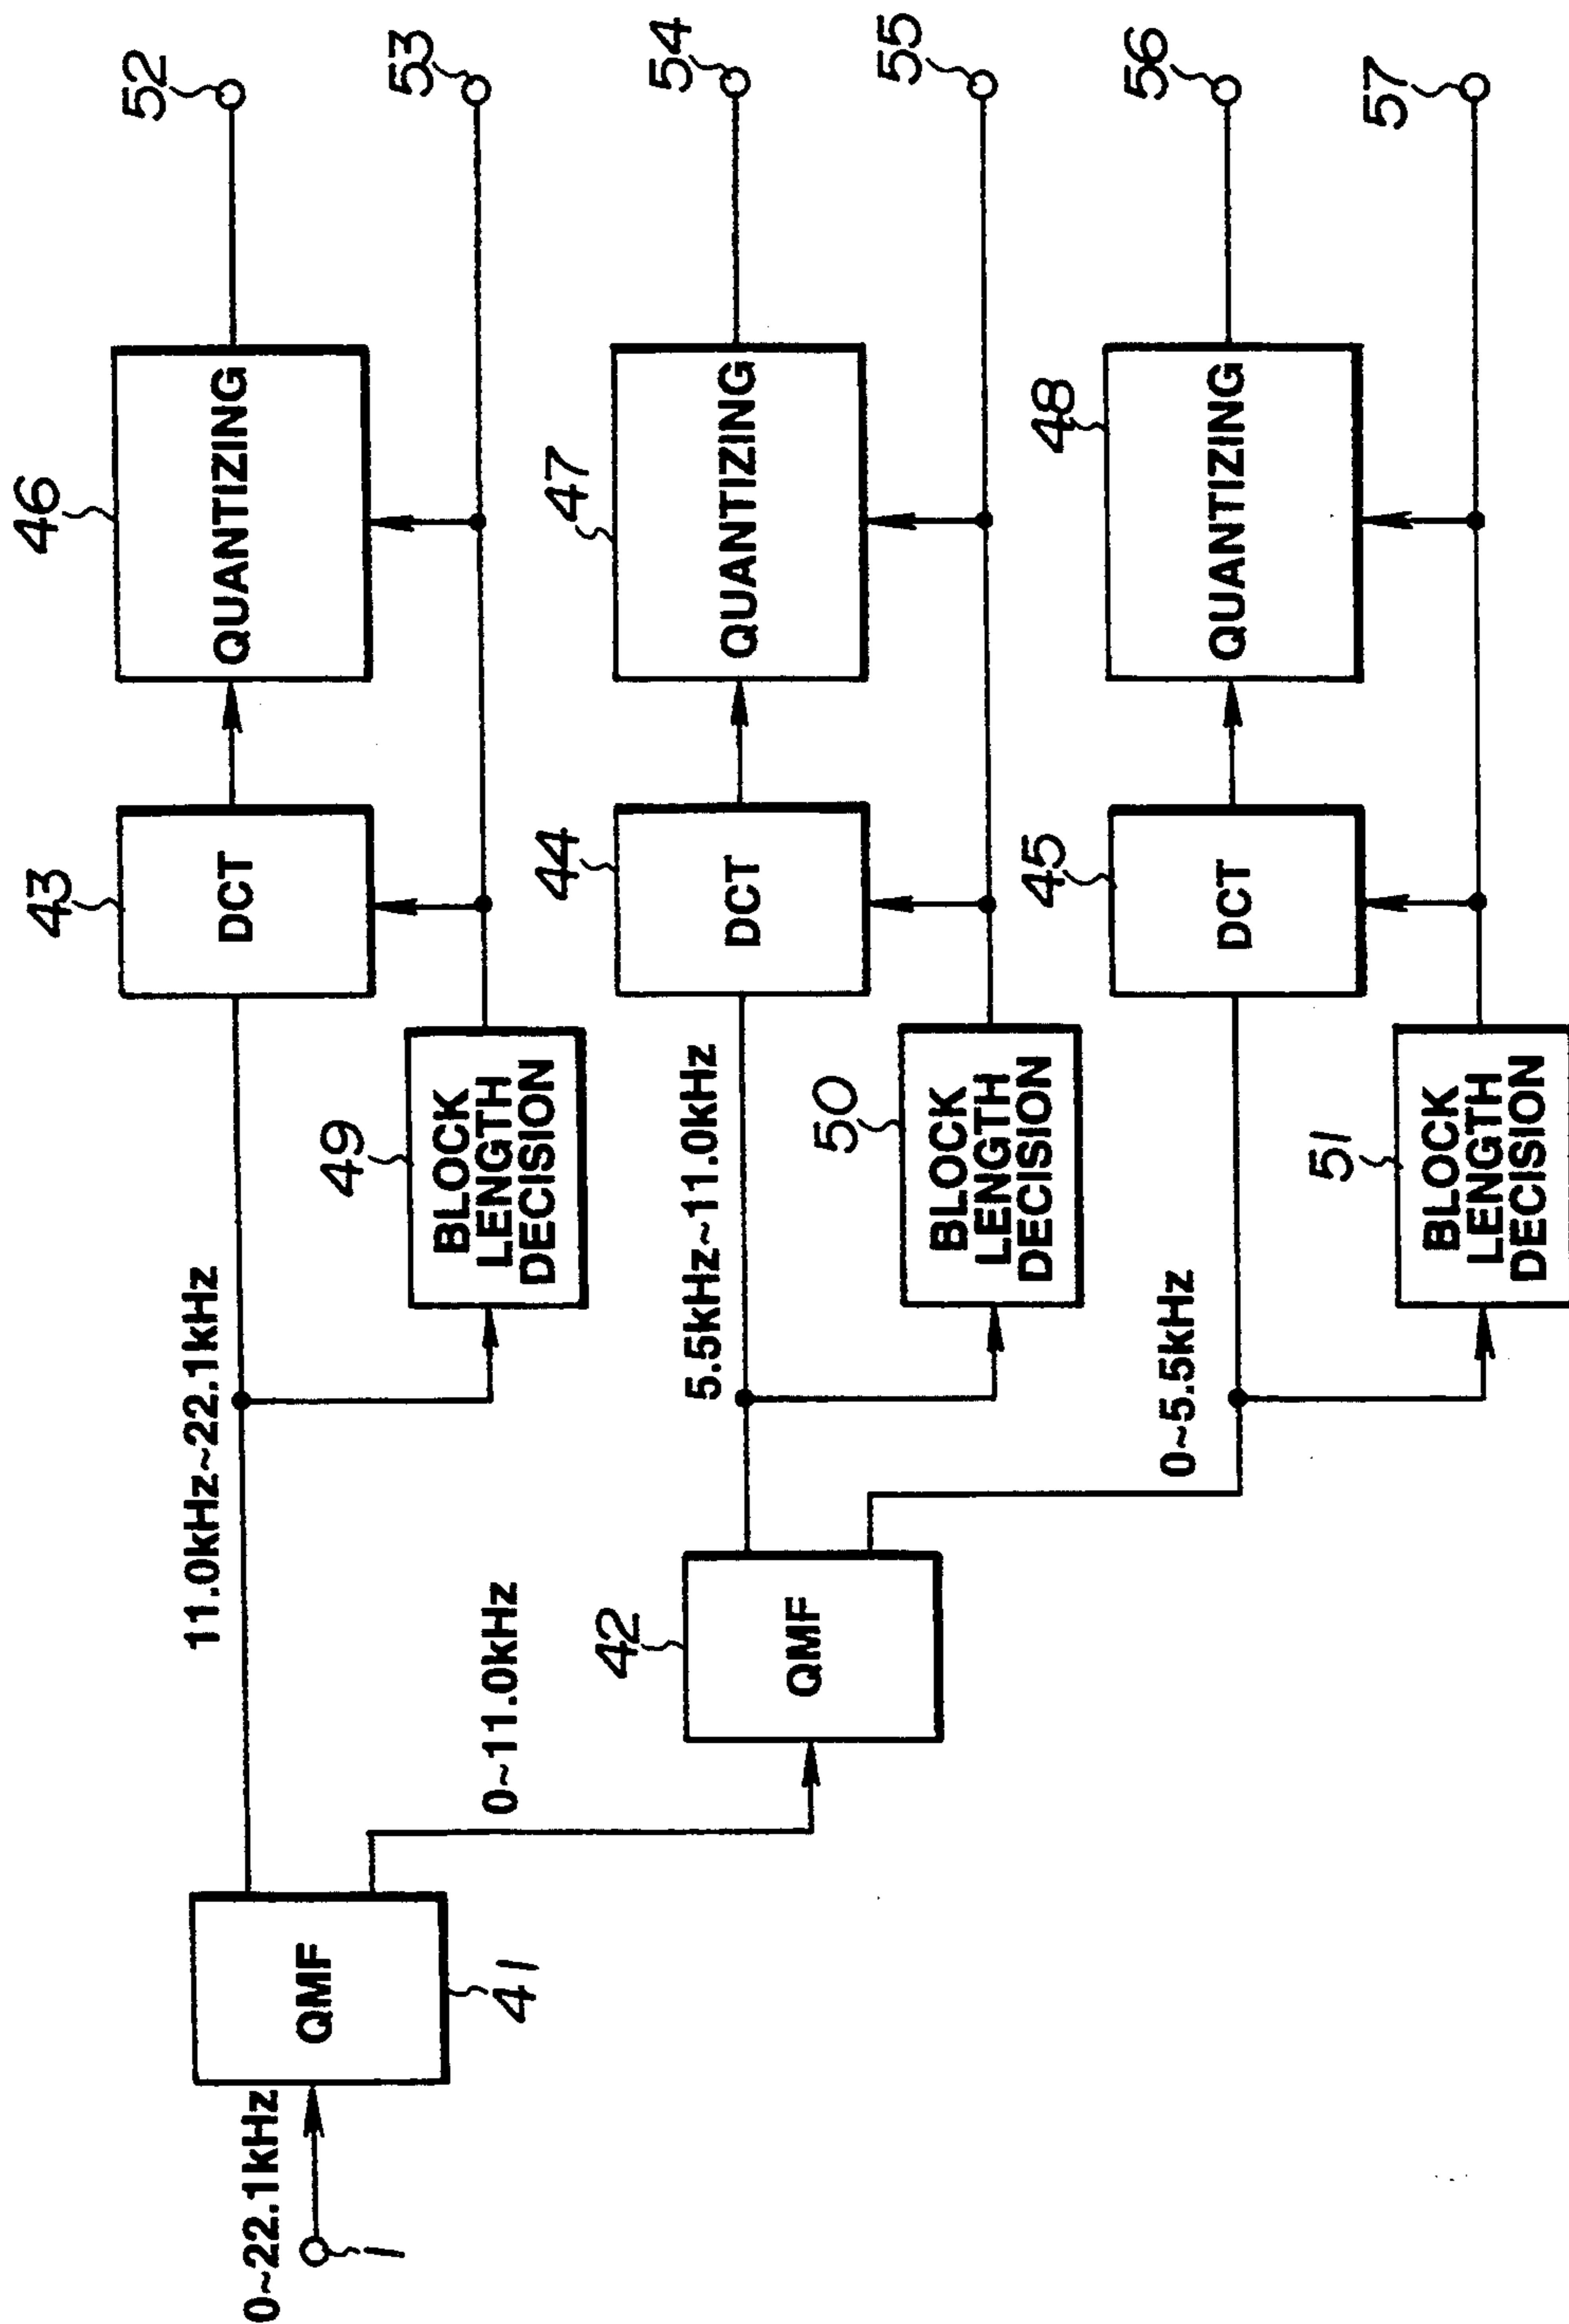 0~22.1kHz
1
QMF
41
11.0kHz~22.1kHz
0~11.0kHz
QMF
42
5.5kHz~11.0kHz
0~5.5kHz
BLOCK
LENGTH
DECISION
49
BLOCK
LENGTH
DECISION
50
BLOCK
LENGTH
DECISION
51
DCT
43
DCT
44
DCT
45
QUANTIZING
46
QUANTIZING
47
QUANTIZING
48
52
53
54
55
56
57